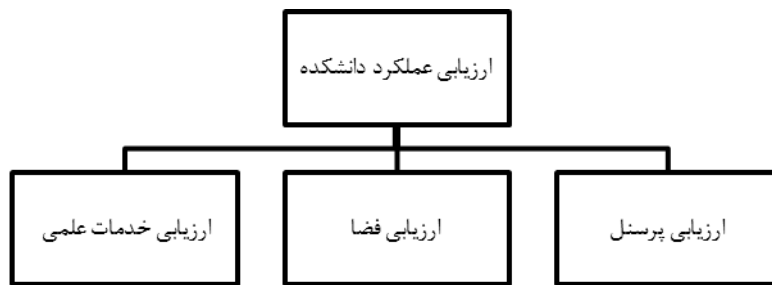 ارزیابی عملکرد دانشکده
ارزیابی پرسنل
ارزیابی فضا
ارزیابی خدمات علمی